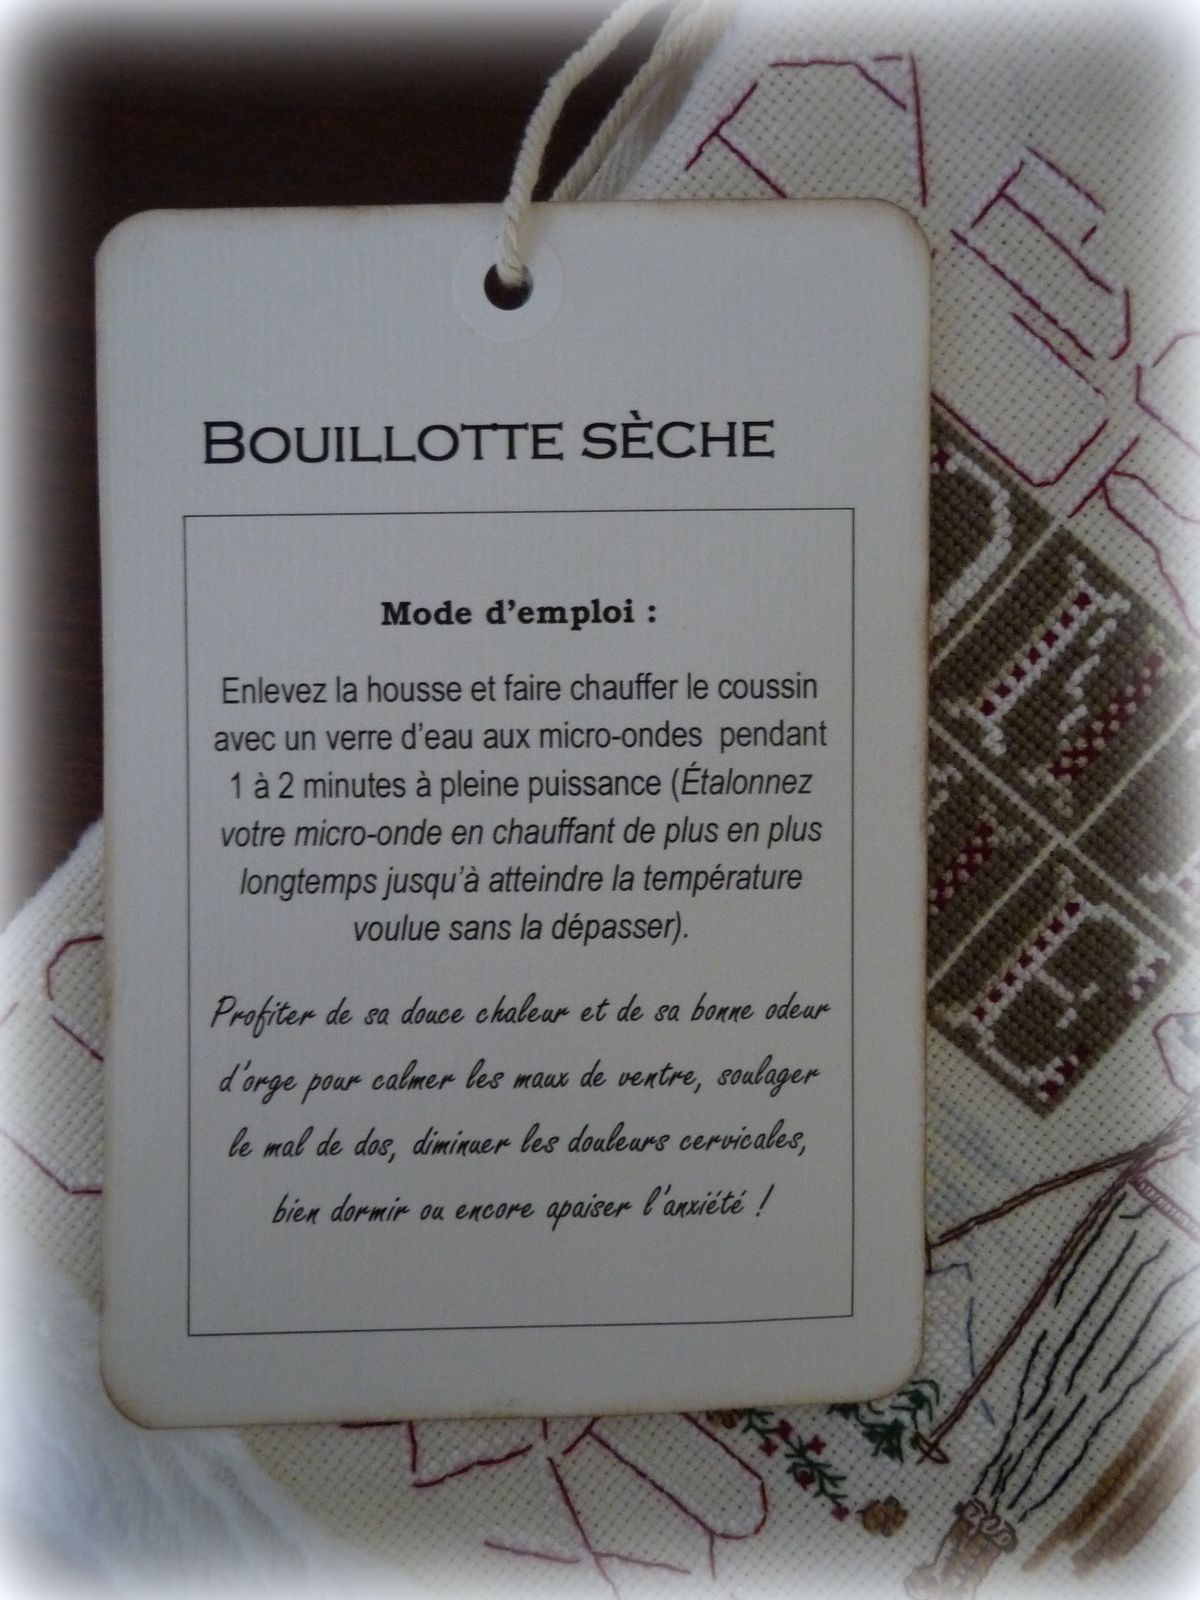 Bouillotte sèche
Mode d'emploi :
Enlevez la housse et faire chauffer le coussin
avec un verre d'eau aux micro-ondes pendant
1 à 2 minutes à pleine puissance (Étalonnez
votre micro-onde en chauffant de plus en plus
longtemps jusqu'à atteindre la température
voulue sans la dépasser).
Profiter de sa douce chaleur et de sa bonne odeur
d'orge pour calmer les maux de ventre, soulager
le mal de dos, diminuer les douleurs cervicales,
bien dormir ou encore apaiser l'anxiété !